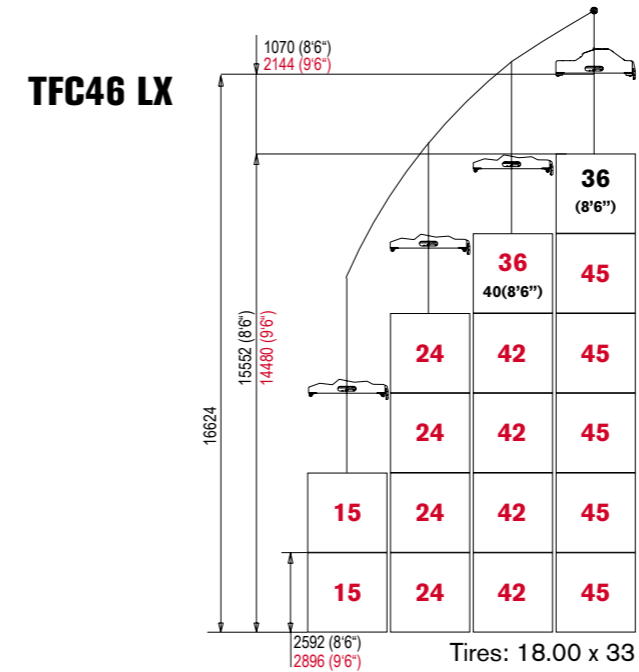 1070 (8'6“)
2144 (9'6“)
TFC46 LX
36
(8'6”)
36
40(8'6”)
45
15552 (8'6“)
14480 (9'6“)
16624
24 42 45
24 42 45
15 24 42 45
15 24 42 45
2592 (8'6“)
2896 (9'6“)
Tires: 18.00 x 33